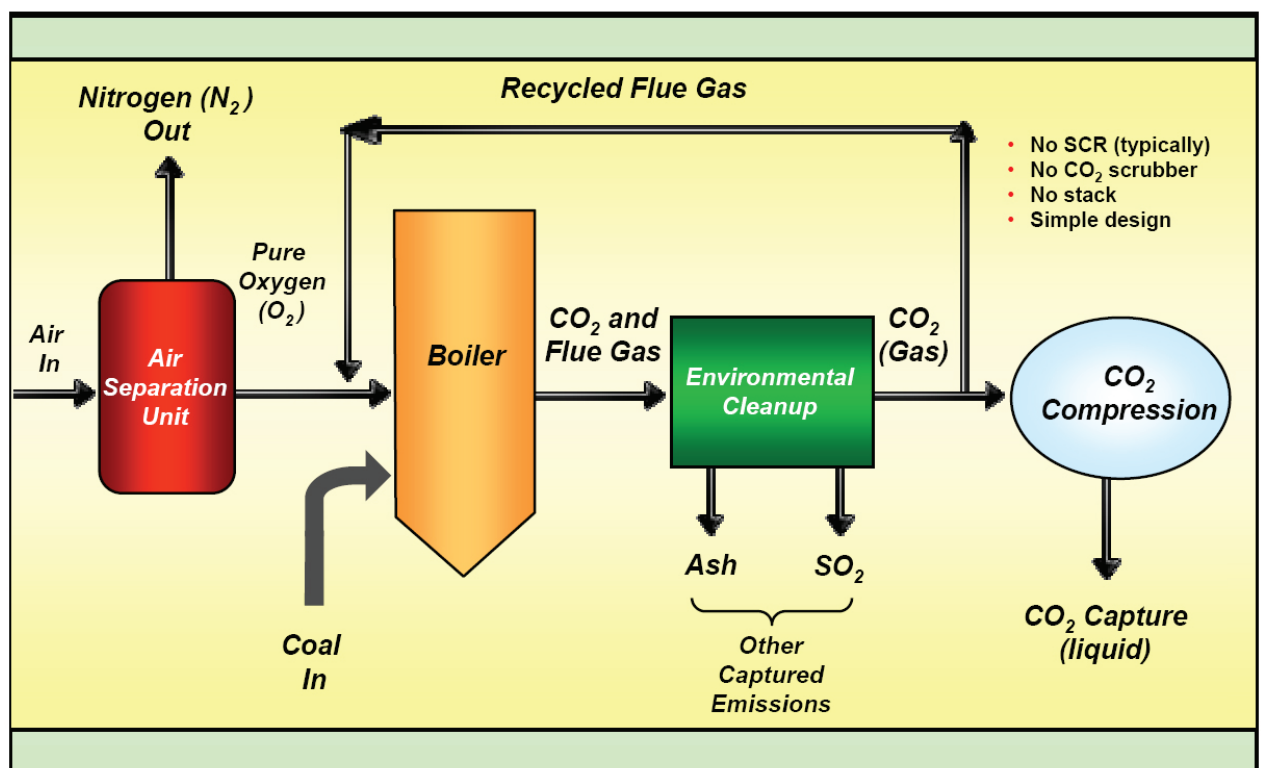 Nitrogen (N₂)
Out
Recycled Flue Gas
• No SCR (typically)
• No CO₂ scrubber
• No stack
• Simple design
Pure
Oxygen
(O₂)
Air
In
Air
Separation
Unit
Boiler
CO₂ and
Flue Gas
Environmental
Cleanup
CO₂
(Gas)
CO₂
Compression
Coal
In
Ash
SO₂
Other
Captured
Emissions
CO₂ Capture
(liquid)